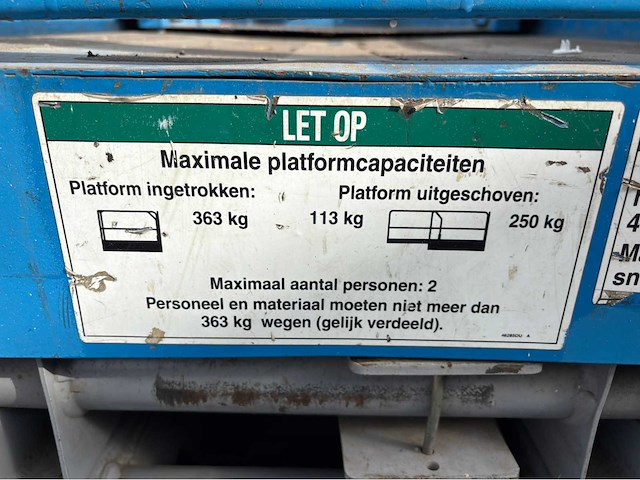 LET OP
Maximale platformcapaciteiten
Platform ingetrokken: Platform uitgeschoven:
363 kg 113 kg 250 kg
Maximaal aantal personen: 2
Personeel en materiaal moeten niet meer dan
363 kg wegen (gelijk verdeeld).